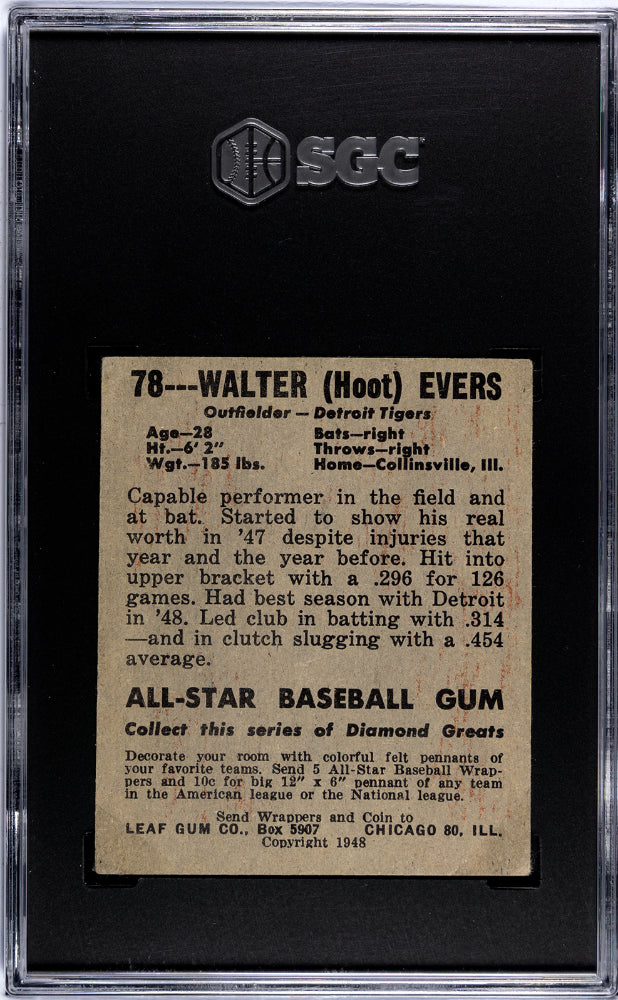 SGC
78---WALTER (Hoot) EVERS
Outfielder — Detroit Tigers
Age—28 Bats—right
Ht.—6' 2" Throws—right
Wgt.—185 lbs. Home—Collinsville, Ill.
Capable performer in the field and
at bat. Started to show his real
worth in '47 despite injuries that
year and the year before. Hit into
upper bracket with a .296 for 126
games. Had best season with Detroit
in '48. Led club in batting with .314
—and in clutch slugging with a .454
average.
ALL-STAR BASEBALL GUM
Collect this series of Diamond Greats
Decorate your room with colorful felt pennants of
your favorite teams. Send 5 All-Star Baseball Wrap-
pers and 10c for big 12" x 6" pennant of any team
in the American league or the National league.
Send Wrappers and Coin to
LEAF GUM CO., Box 5907 CHICAGO 80, ILL.
Copyright 1948